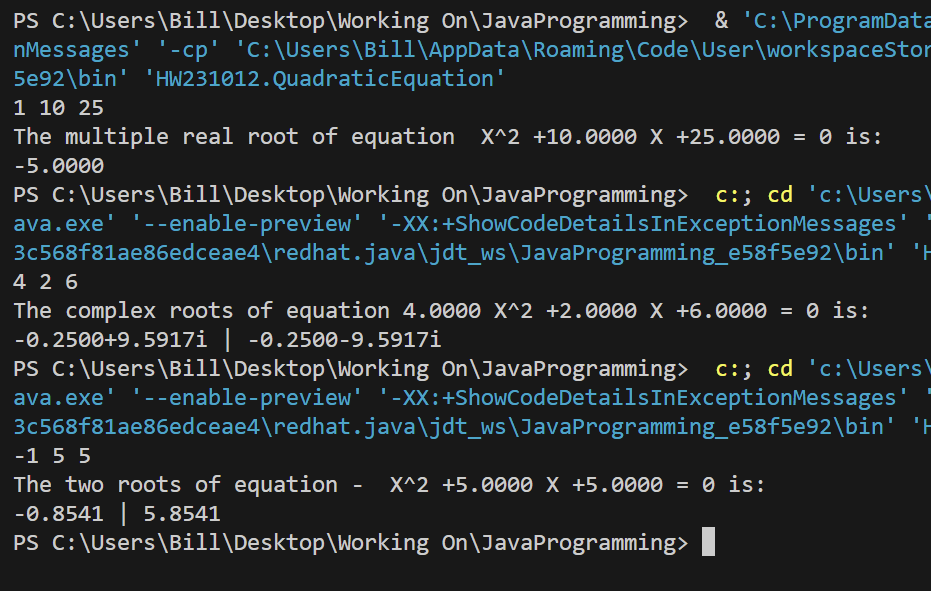 PS C:\Users\Bill\Desktop\Working On\JavaProgramming>  & 'C:\ProgramData
nMessages' '-cp' 'C:\Users\Bill\AppData\Roaming\Code\User\workspaceStor
5e92\bin' 'HW231012.QuadraticEquation'
1 10 25
The multiple real root of equation  X^2 +10.0000 X +25.0000 = 0 is:
-5.0000
PS C:\Users\Bill\Desktop\Working On\JavaProgramming>  c:; cd 'c:\Users\
ava.exe' '--enable-preview' '-XX:+ShowCodeDetailsInExceptionMessages' '
3c568f81ae86edceae4\redhat.java\jdt_ws\JavaProgramming_e58f5e92\bin' 'H
4 2 6
The complex roots of equation 4.0000 X^2 +2.0000 X +6.0000 = 0 is:
-0.2500+9.5917i | -0.2500-9.5917i
PS C:\Users\Bill\Desktop\Working On\JavaProgramming>  c:; cd 'c:\Users\
ava.exe' '--enable-preview' '-XX:+ShowCodeDetailsInExceptionMessages' '
3c568f81ae86edceae4\redhat.java\jdt_ws\JavaProgramming_e58f5e92\bin' 'H
-1 5 5
The two roots of equation -  X^2 +5.0000 X +5.0000 = 0 is:
-0.8541 | 5.8541
PS C:\Users\Bill\Desktop\Working On\JavaProgramming>